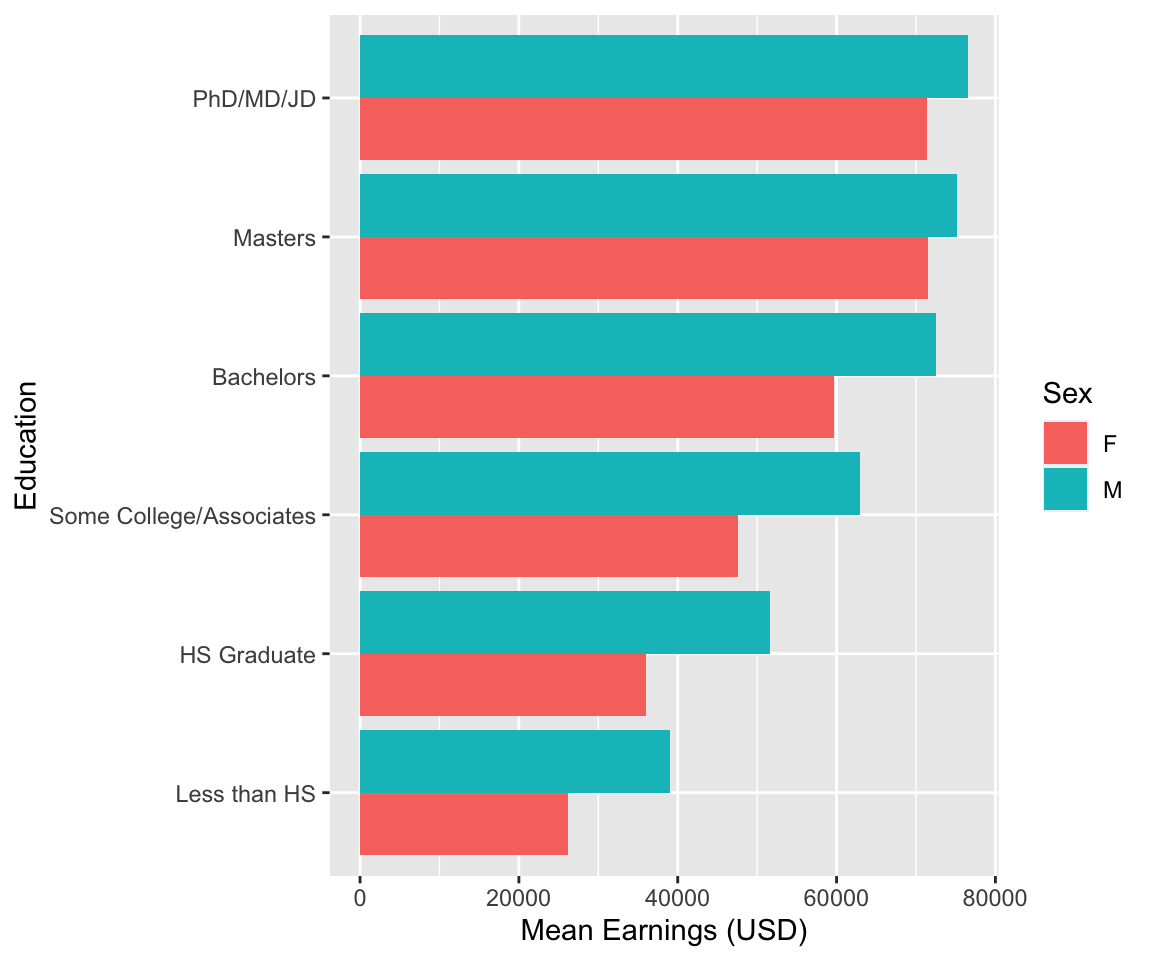 PhD/MD/JD
Masters
Bachelors
Some College/Associates
HS Graduate
Less than HS
Education
0 20000 40000 60000 80000
Mean Earnings (USD)
Sex
F
M